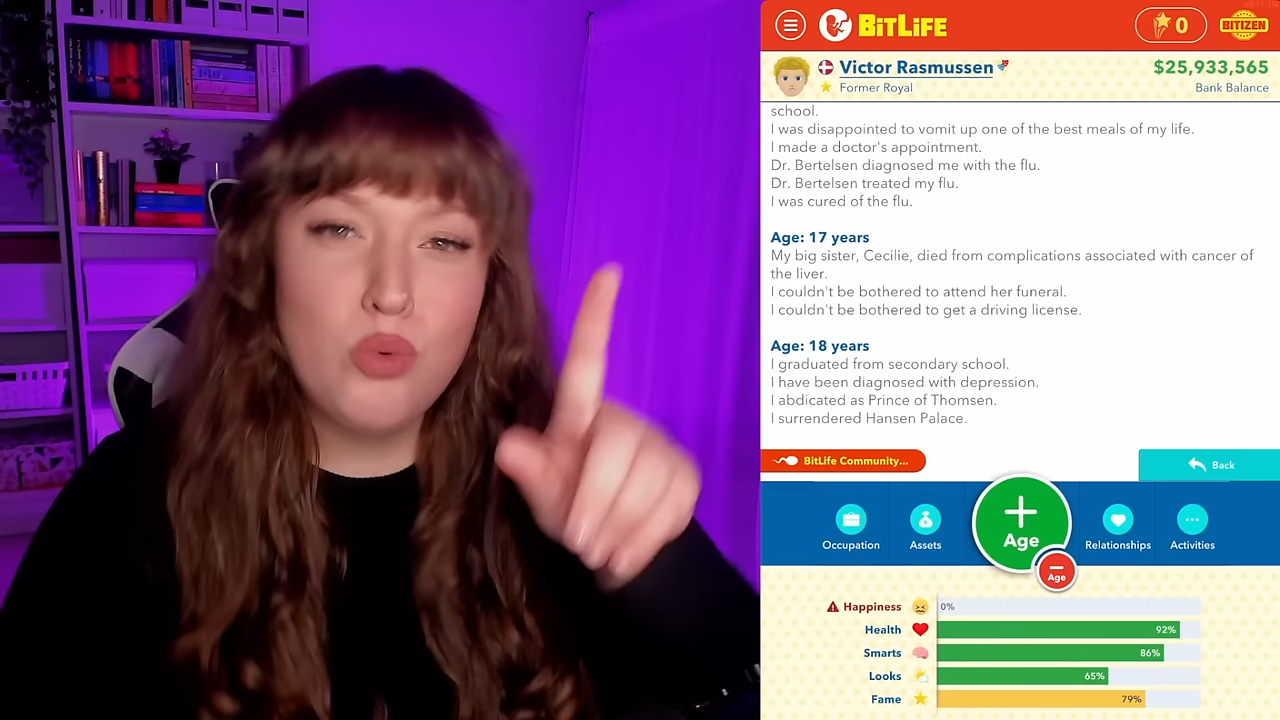 BITLIFE
0
BITIZEN
Victor Rasmussen
$25,933,565
Former Royal
Bank Balance
school.
I was disappointed to vomit up one of the best meals of my life.
I made a doctor's appointment.
Dr. Bertelsen diagnosed me with the flu.
Dr. Bertelsen treated my flu.
I was cured of the flu.
Age: 17 years
My big sister, Cecilie, died from complications associated with cancer of
the liver.
I couldn't be bothered to attend her funeral.
I couldn't be bothered to get a driving license.
Age: 18 years
I graduated from secondary school.
I have been diagnosed with depression.
I abdicated as Prince of Thomsen.
I surrendered Hansen Palace.
BitLife Community...
Back
Occupation
Assets
+
Age
Relationships
Activities
Age
Happiness
0%
Health
92%
Smarts
86%
Looks
65%
Fame
79%